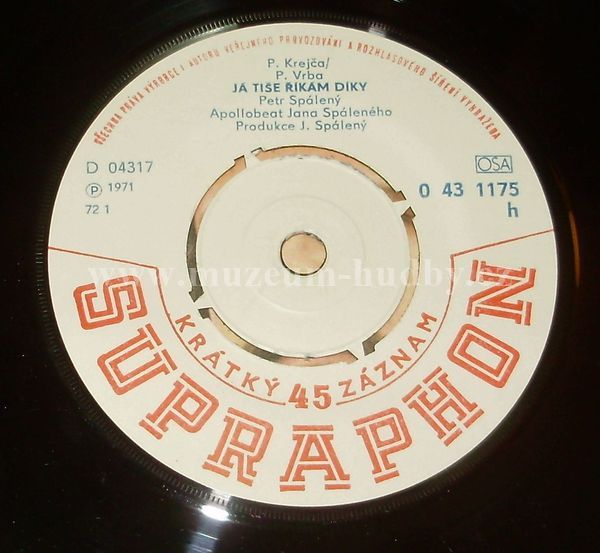 VŠECHNA PRÁVA VÝROBCE I AUTORŮ VEŘEJNÉHO PROVOZOVÁNÍ A ROZHLASOVÉHO ŠÍŘENÍ VYHRAZENA
P. Krejča/
P. Vrba
JÁ TIŠE ŘÍKÁM DÍKY
Petr Spálený
Apollobeat Jana Spáleného
Produkce J. Spálený
D 04317
Ⓟ 1971
72 1
OSA
0 43 1175
h
www.muzeum-hudby.cz
KRÁTKÝ 45 ZÁZNAM
SUPRAPHON